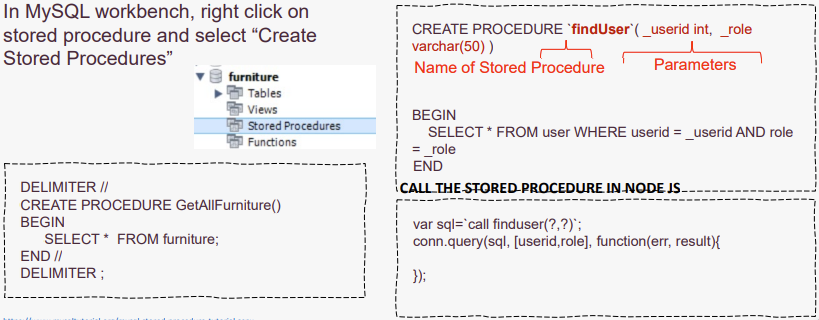 In MySQL workbench, right click on
stored procedure and select “Create
Stored Procedures”
furniture
Tables
Views
Stored Procedures
Functions
DELIMITER //
CREATE PROCEDURE GetAllFurniture()
BEGIN
SELECT * FROM furniture;
END //
DELIMITER ;
CREATE PROCEDURE `findUser`( _userid int, _role
varchar(50) )
Name of Stored Procedure
Parameters
BEGIN
SELECT * FROM user WHERE userid = _userid AND role
= _role
END
CALL THE STORED PROCEDURE IN NODE JS
var sql=`call finduser(?,?)`;
conn.query(sql, [userid,role], function(err, result){
});